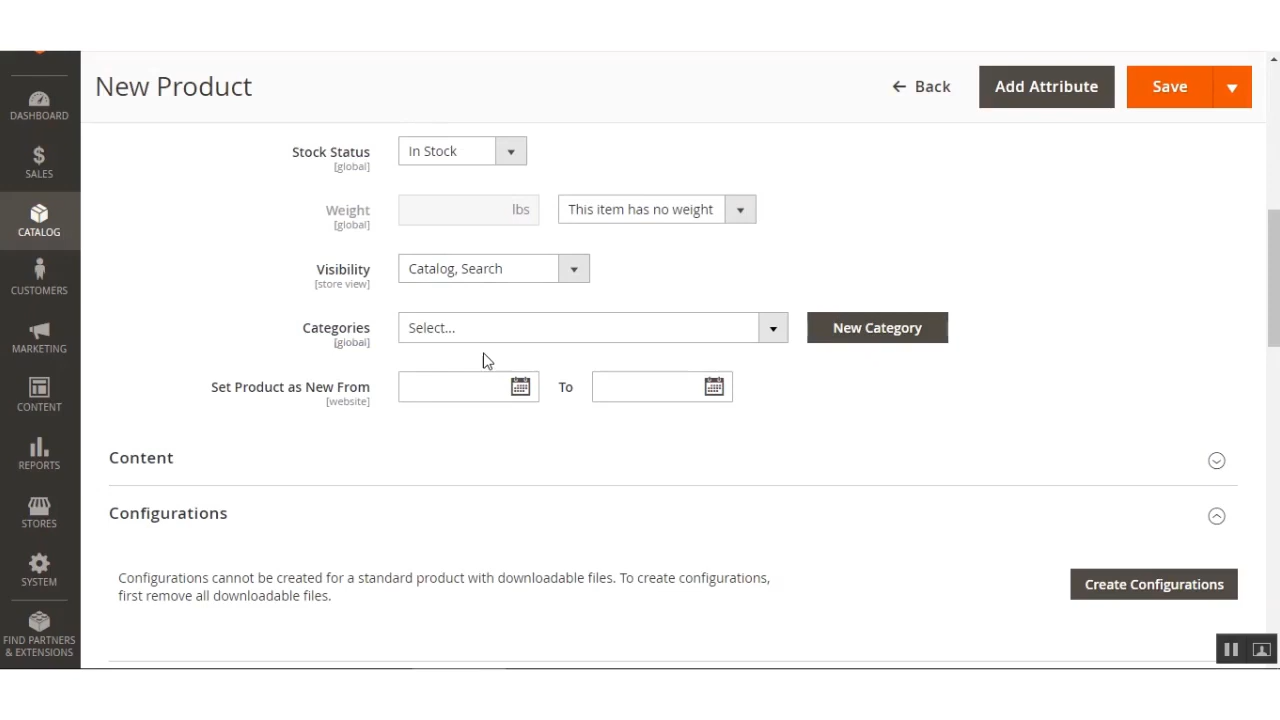 New Product
Back
Add Attribute
Save
DASHBOARD
SALES
CATALOG
CUSTOMERS
MARKETING
CONTENT
REPORTS
STORES
SYSTEM
FIND PARTNERS
& EXTENSIONS
Stock Status
[global]
In Stock
Weight
[global]
lbs
This item has no weight
Visibility
[store view]
Catalog, Search
Categories
[global]
Select...
New Category
Set Product as New From
[website]
To
Content
Configurations
Configurations cannot be created for a standard product with downloadable files. To create configurations,
first remove all downloadable files.
Create Configurations